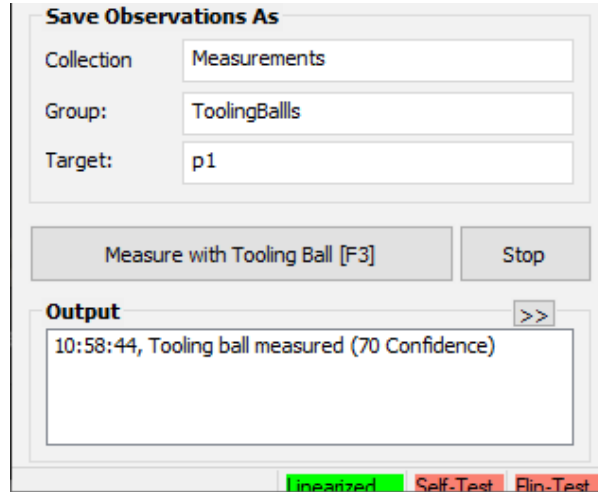 Save Observations As
Collection Measurements
Group: ToolingBallls
Target: p1
Measure with Tooling Ball [F3] Stop
Output >>
10:58:44, Tooling ball measured (70 Confidence)
Linearized Self-Test Flip-Test